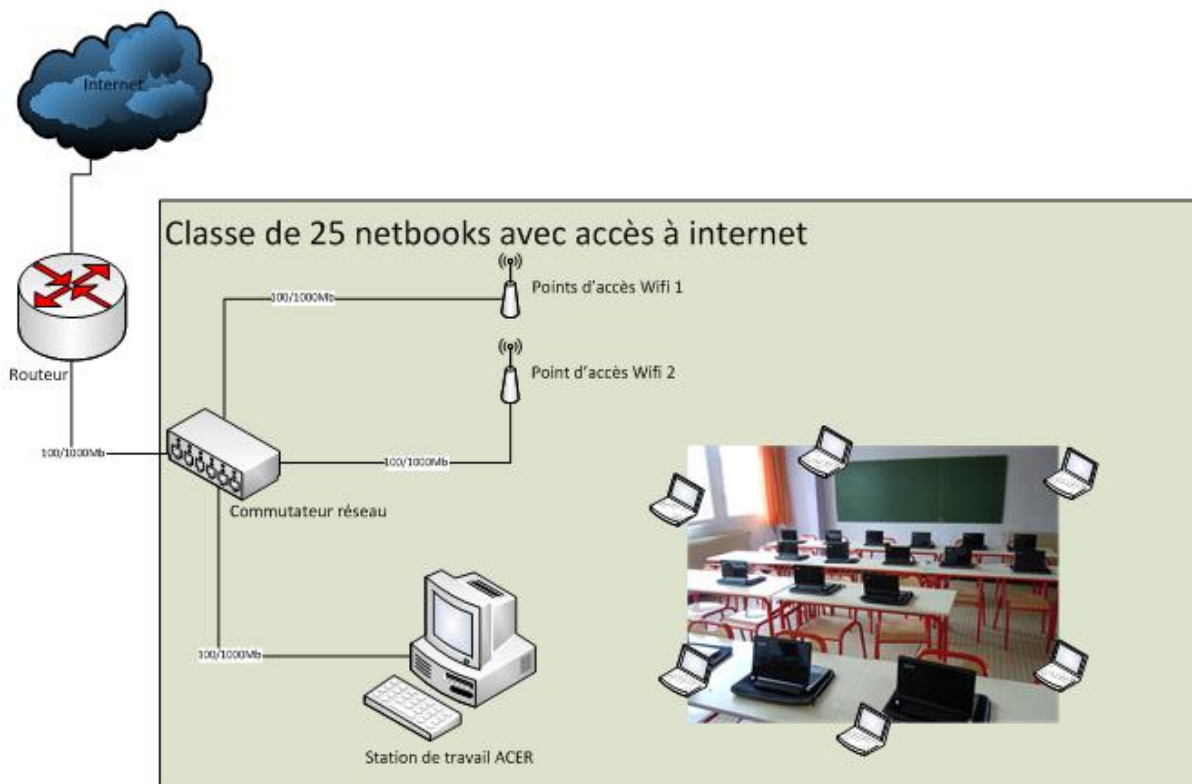 Internet
Classe de 25 netbooks avec accès à internet
100/1000Mb
Points d'accès Wifi 1
Point d'accès Wifi 2
Routeur
100/1000Mb
100/1000Mb
Commutateur réseau
100/1000Mb
Station de travail ACER